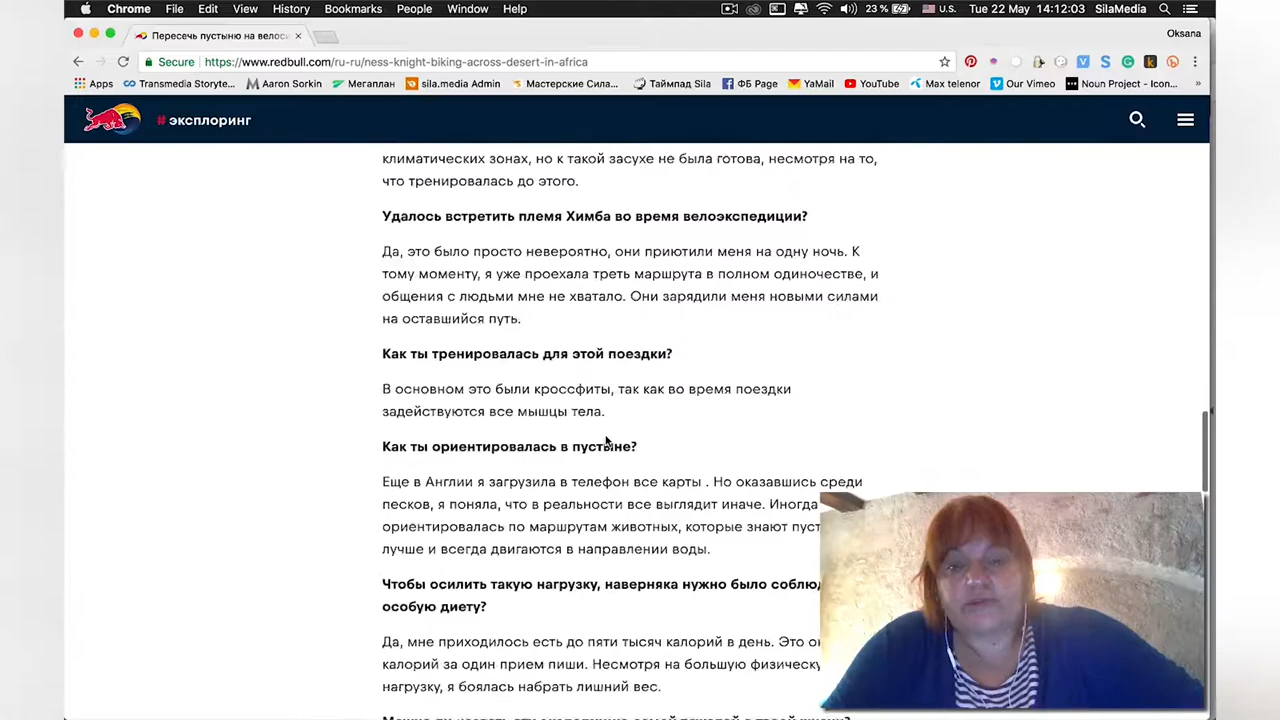 Chrome File Edit View History Bookmarks People Window Help 23 % U.S. Tue 22 May 14:12:03 SilaMedia
Пересечь пустыню на велоси Oksana
Secure https://www.redbull.com/ru-ru/ness-knight-biking-across-desert-in-africa
Apps Transmedia Storyte... Aaron Sorkin Мегаплан sila.media Admin Мастерские Сила... Таймпад Sila ФБ Page YaMail YouTube Max telenor Our Vimeo Noun Project - Icon... »
# эксплоринг
климатических зонах, но к такой засухе не была готова, несмотря на то,
что тренировалась до этого.
Удалось встретить племя Химба во время велоэкспедиции?
Да, это было просто невероятно, они приютили меня на одну ночь. К
тому моменту, я уже проехала треть маршрута в полном одиночестве, и
общения с людьми мне не хватало. Они зарядили меня новыми силами
на оставшийся путь.
Как ты тренировалась для этой поездки?
В основном это были кроссфиты, так как во время поездки
задействуются все мышцы тела.
Как ты ориентировалась в пустыне?
Еще в Англии я загрузила в телефон все карты . Но оказавшись среди
песков, я поняла, что в реальности все выглядит иначе. Иногда
ориентировалась по маршрутам животных, которые знают пуст
лучше и всегда двигаются в направлении воды.
Чтобы осилить такую нагрузку, наверняка нужно было соблюд
особую диету?
Да, мне приходилось есть до пяти тысяч калорий в день. Это ок
калорий за один прием пиши. Несмотря на большую физическу
нагрузку, я боялась набрать лишний вес.